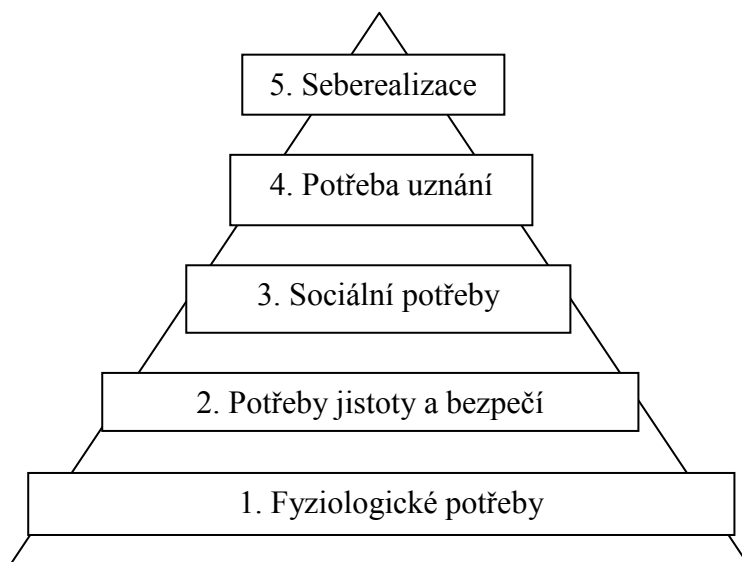 5. Seberealizace
4. Potřeba uznání
3. Sociální potřeby
2. Potřeby jistoty a bezpečí
1. Fyziologické potřeby